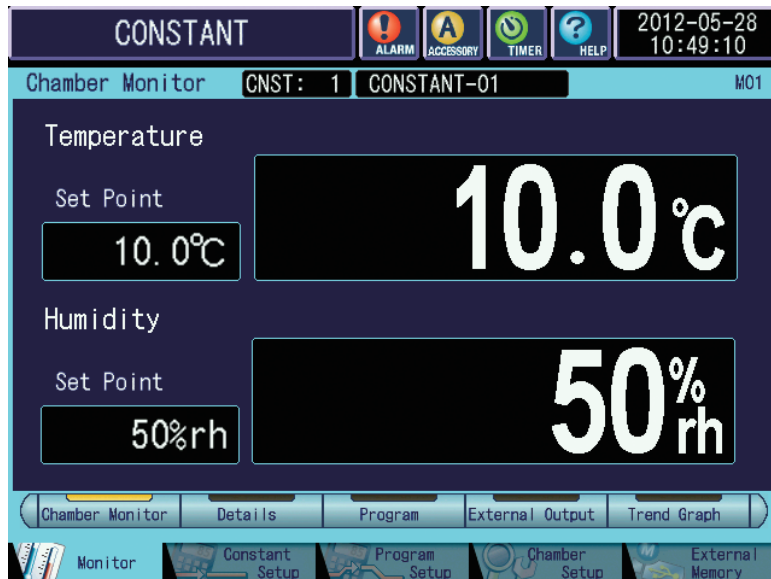 CONSTANT
ALARM
A
ACCESSORY
TIMER
?
HELP
2012-05-28
10:49:10
Chamber Monitor CNST: 1 CONSTANT-01 M01
Temperature
Set Point
10.0℃
10.0℃
Humidity
Set Point
50%rh
50%rh
Chamber Monitor Details Program External Output Trend Graph
Monitor
Constant Setup
Program Setup
Chamber Setup
External Memory